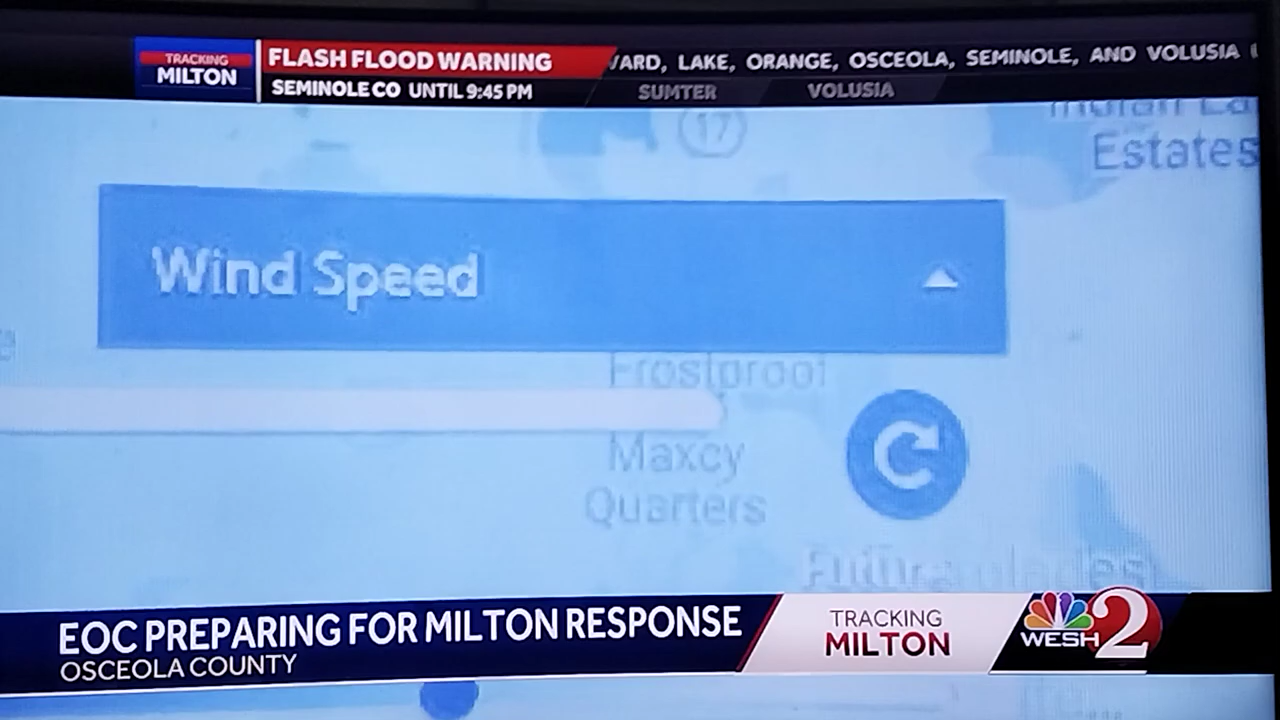 TRACKING
MILTON
FLASH FLOOD WARNING
SEMINOLE CO UNTIL 9:45 PM
VARD, LAKE, ORANGE, OSCEOLA, SEMINOLE, AND VOLUSIA
SUMTER VOLUSIA
17
Estates
Wind Speed
Frostproof
Maxcy
Quarters
EOC PREPARING FOR MILTON RESPONSE
OSCEOLA COUNTY
TRACKING
MILTON
WESH 2